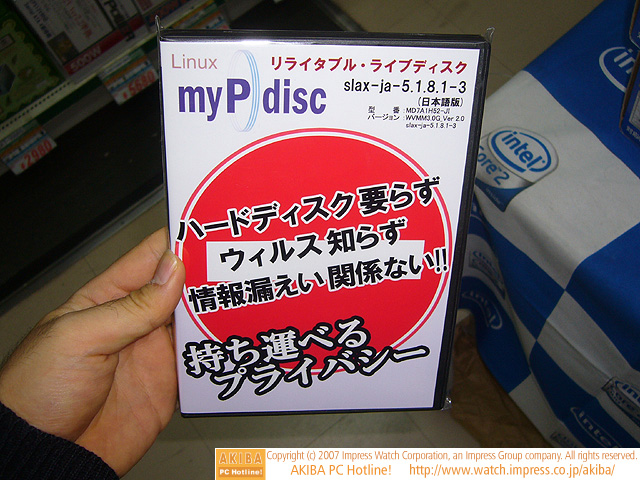 Linux
リライタブル・ライブディスク
myPdisc
slax-ja-5.1.8.1-3
(日本語版)
型 番 :MD7A1H52-JI
バージョン :WVMM3.0G_Ver 2.0
slax-ja-5.1.8.1-3
ハードディスク 要らず
ウィルス 知らず
情報漏えい 関係ない!!
持ち運べる
プライバシー
intel
Core 2
intel
AKIBA
PC Hotline!
Copyright (c) 2007 Impress Watch Corporation, an Impress Group company. All rights reserved.
AKIBA PC Hotline! http://www.watch.impress.co.jp/akiba/